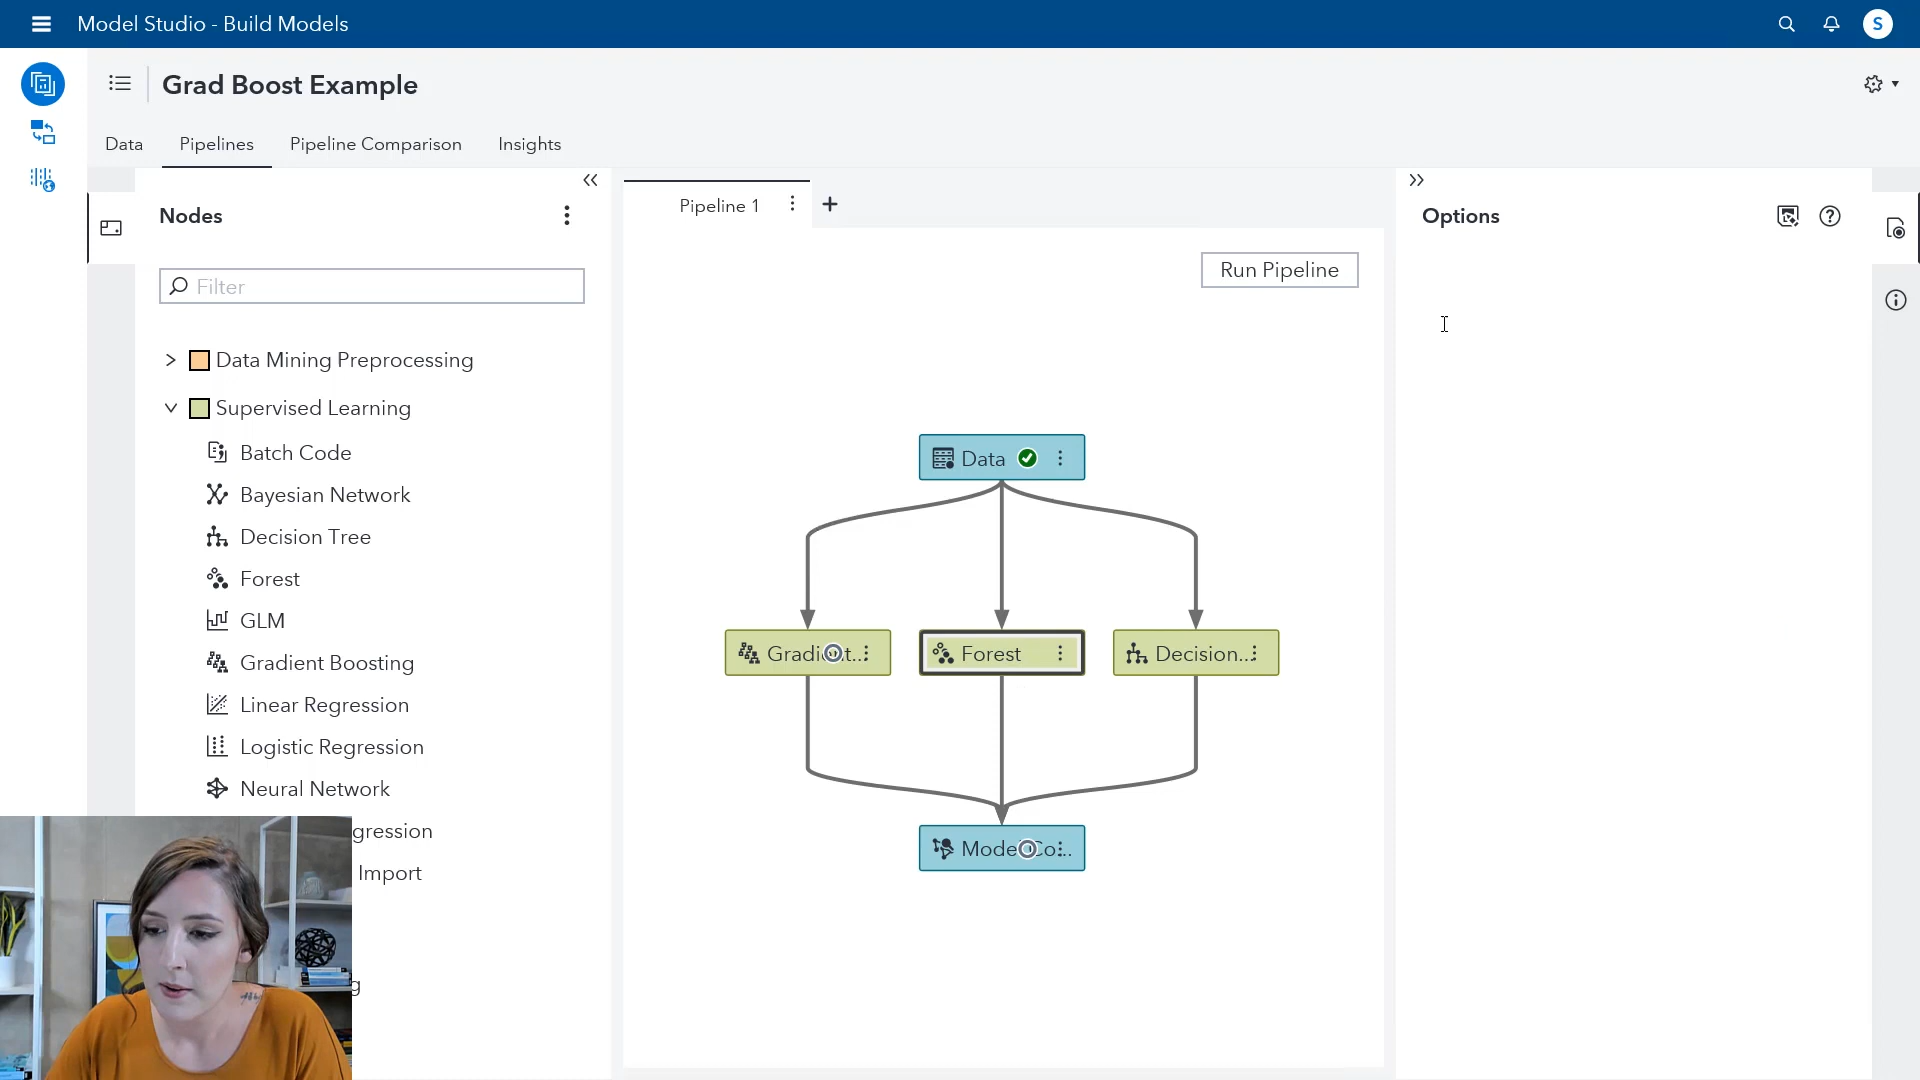 Model Studio - Build Models
S
Grad Boost Example
Data
Pipelines
Pipeline Comparison
Insights
Nodes
Filter
Data Mining Preprocessing
Supervised Learning
Batch Code
Bayesian Network
Decision Tree
Forest
GLM
Gradient Boosting
Linear Regression
Logistic Regression
Neural Network
gression
Import
g
Pipeline 1
Run Pipeline
Data
Forest
Decision...
Options